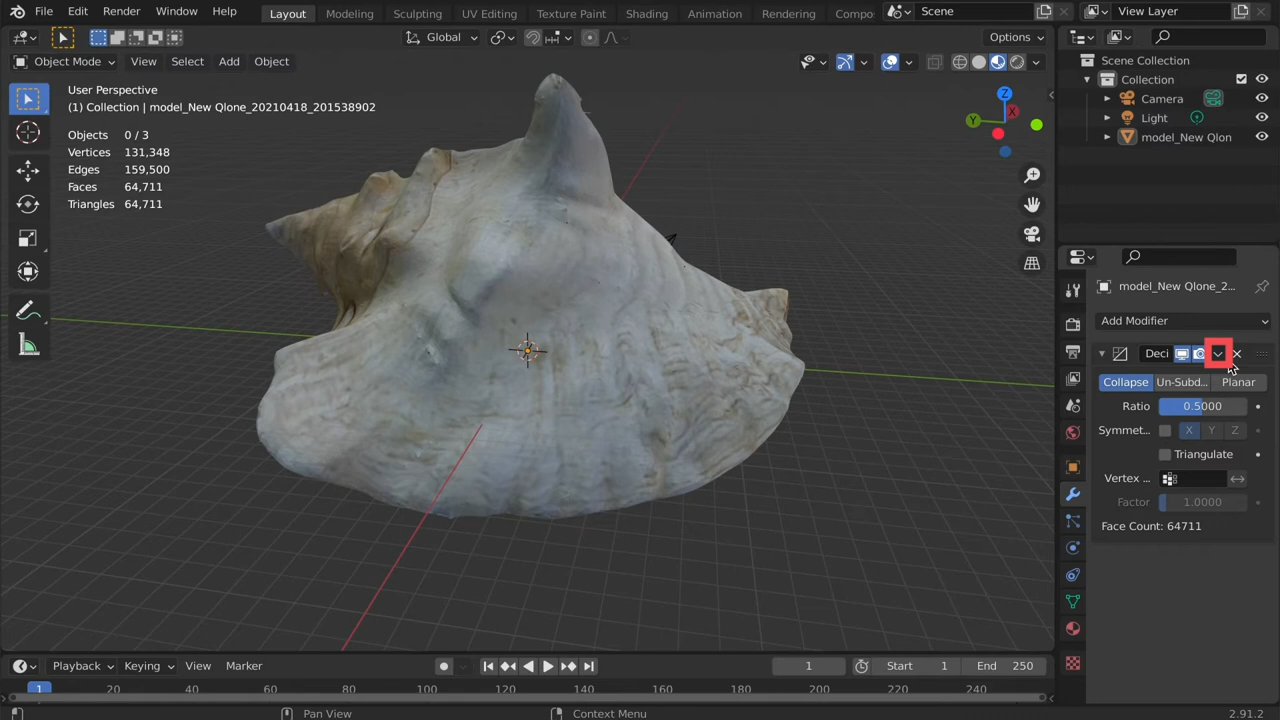 File Edit Render Window Help Layout Modeling Sculpting UV Editing Texture Paint Shading Animation Rendering Compo Scene View Layer
Global Options
Object Mode View Select Add Object
User Perspective
(1) Collection | model_New Qlone_20210418_201538902
Objects 0 / 3
Vertices 131,348
Edges 159,500
Faces 64,711
Triangles 64,711
Z
X
Y
Scene Collection
Collection
Camera
Light
model_New Qlon
model_New Qlone_2...
Add Modifier
Deci
Collapse Un-Subd... Planar
Ratio 0.5000
Symmet... X Y Z
Triangulate
Vertex ...
Factor 1.0000
Face Count: 64711
Playback Keying View Marker 1 Start 1 End 250
1 20 40 60 80 100 120 140 160 180 200 220 240
Pan View Context Menu 2.91.2